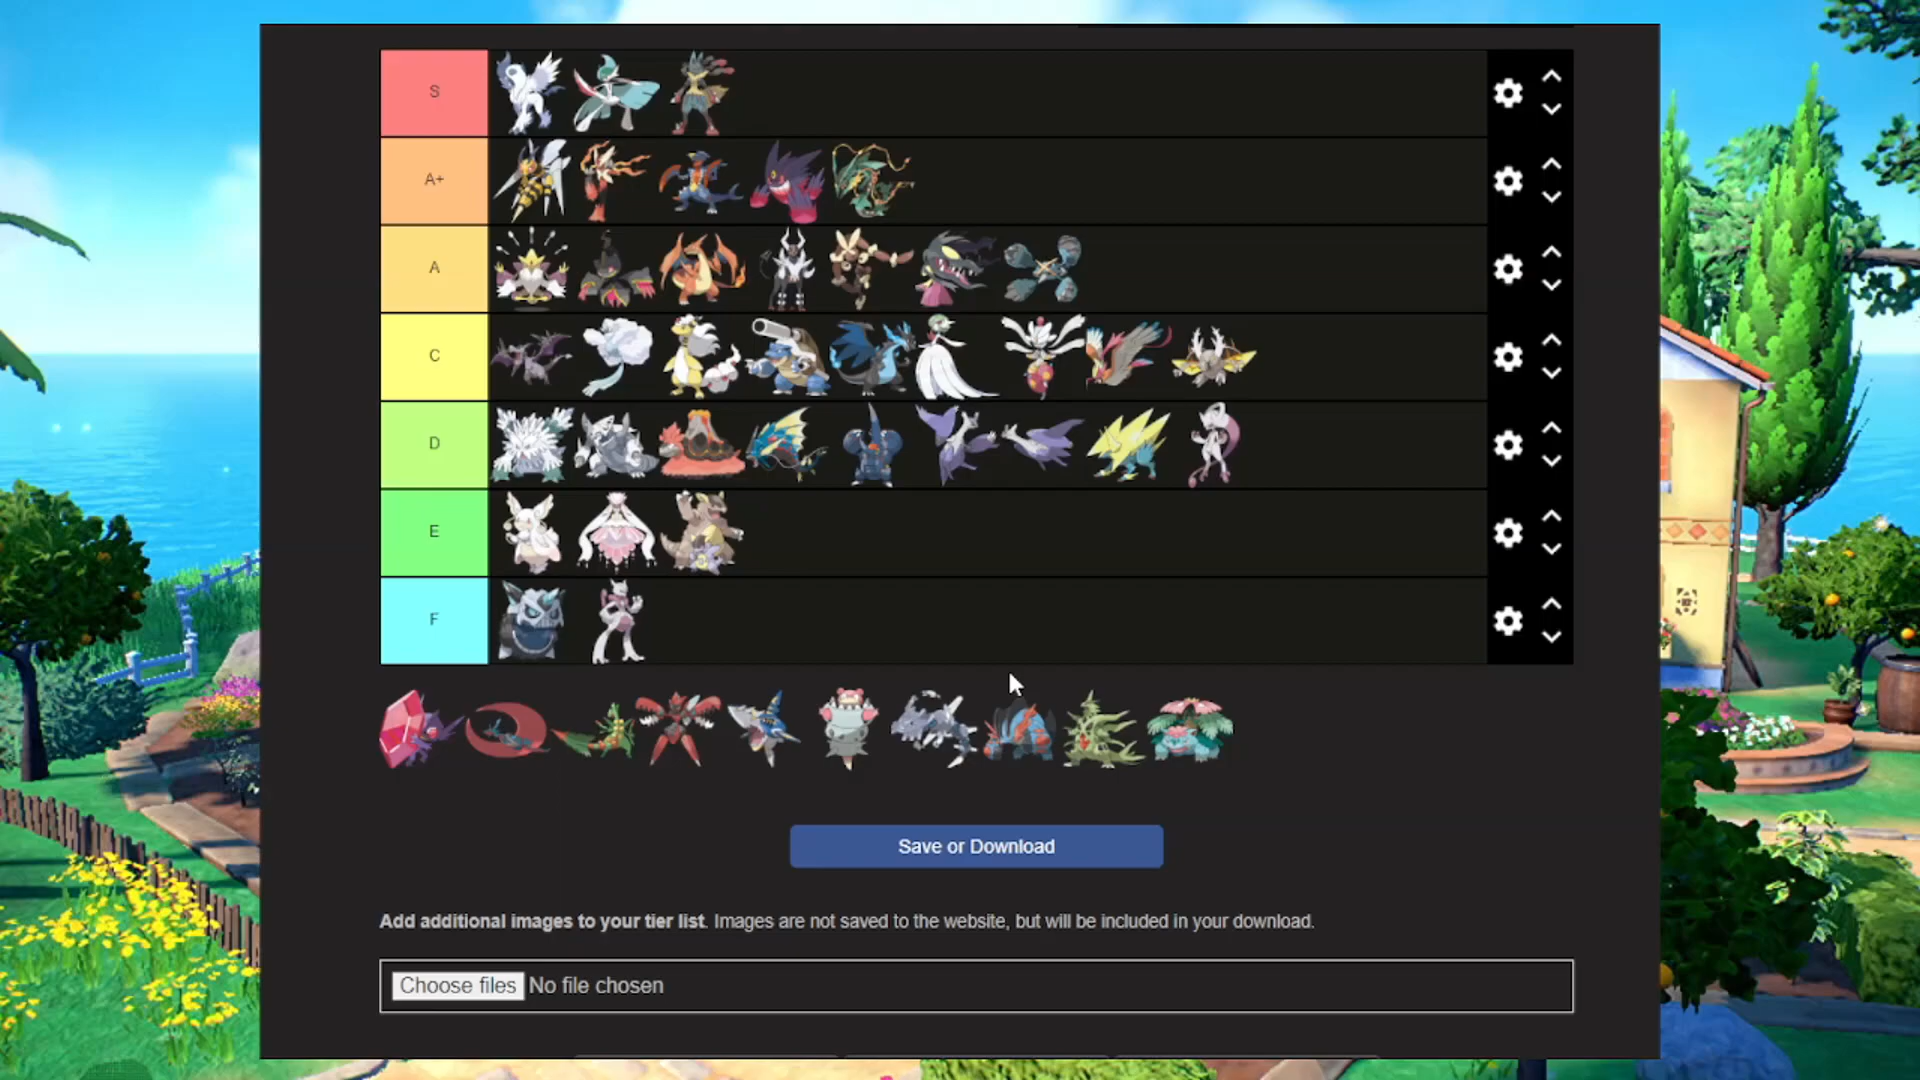 S
A+
A
C
D
E
F
Save or Download
Add additional images to your tier list. Images are not saved to the website, but will be included in your download.
Choose files No file chosen